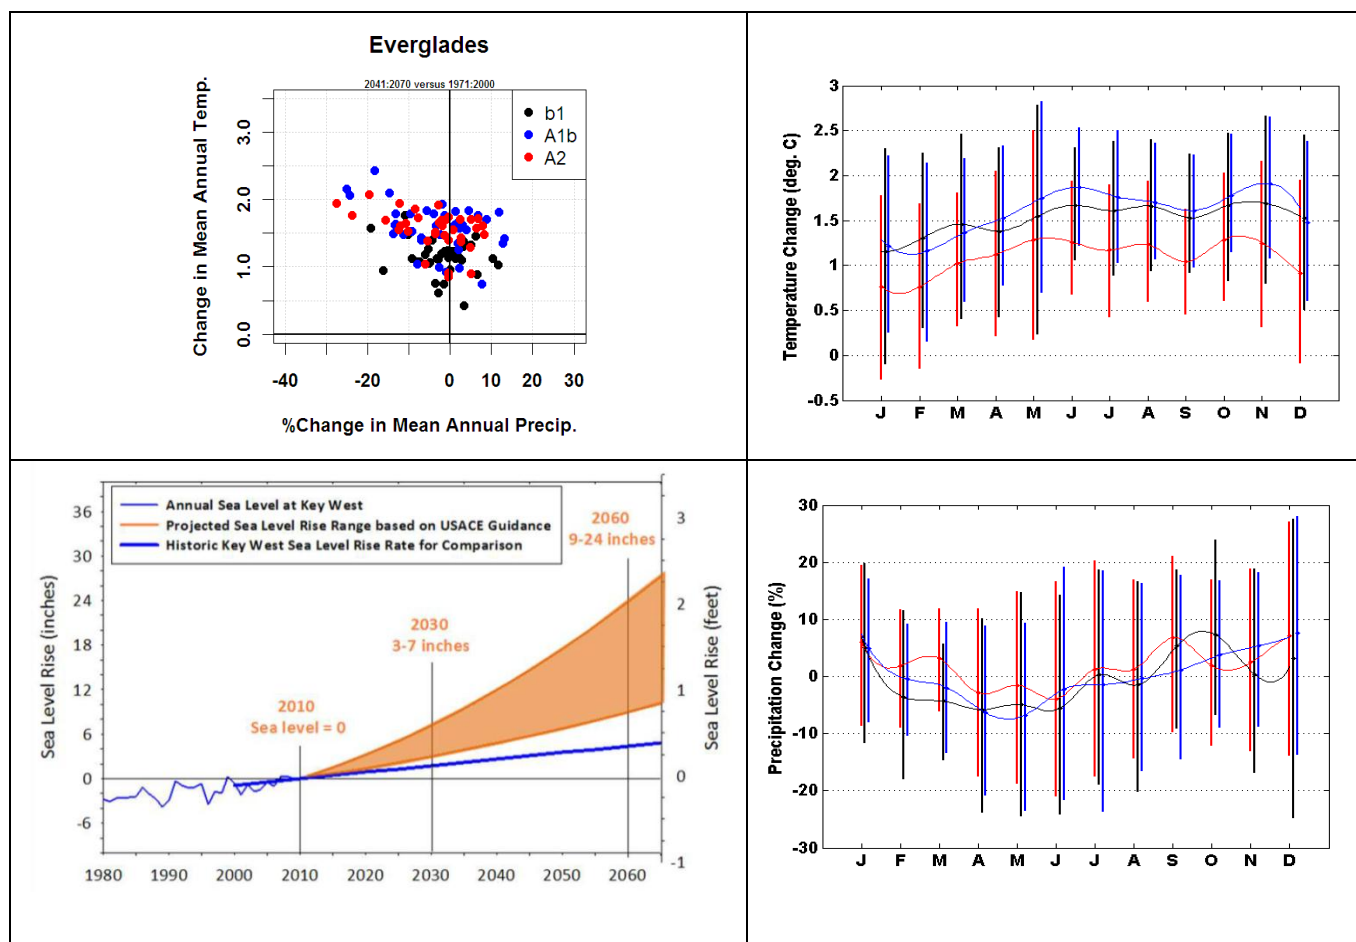 Everglades
2041:2070 versus 1971:2000
b1
A1b
A2
Change in Mean Annual Temp.
3.0
2.0
1.0
0.0
-40 -20 0 10 20 30
%Change in Mean Annual Precip.
Temperature Change (deg. C)
3
2.5
2
1.5
1
0.5
0
-0.5
J F M A M J J A S O N D
Annual Sea Level at Key West
Projected Sea Level Rise Range based on USACE Guidance
Historic Key West Sea Level Rise Rate for Comparison
2060
9-24 inches
2030
3-7 inches
2010
Sea level = 0
Sea Level Rise (inches)
36
30
24
18
12
6
0
-6
Sea Level Rise (feet)
3
2
1
0
-1
1980 1990 2000 2010 2020 2030 2040 2050 2060
Precipitation Change (%)
30
20
10
0
-10
-20
-30
J F M A M J J A S O N D